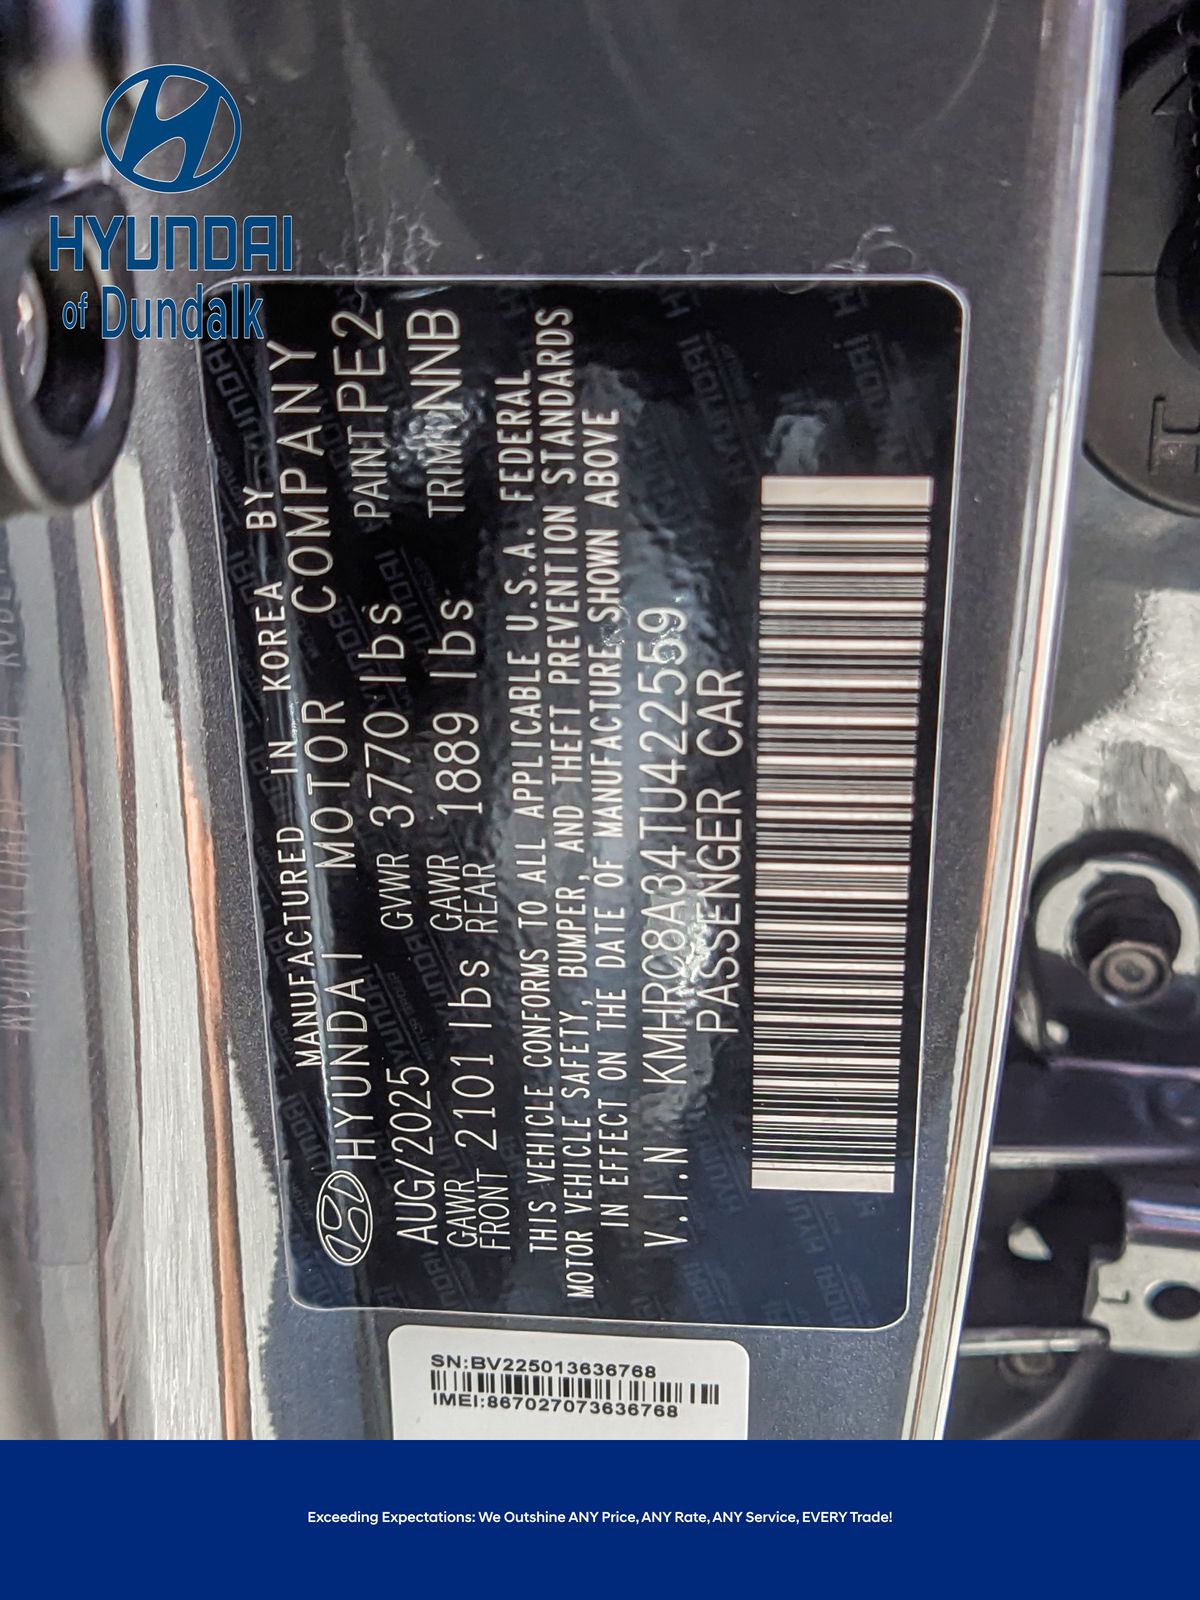 HYUNDAI
of Dundalk
MANUFACTURED IN KOREA BY
HYUNDAI MOTOR COMPANY
AUG/2025 GVWR 3770 lbs PAINT PE2
GAWR FRONT 2101 lbs GAWR REAR 1889 lbs TRIM NNB
THIS VEHICLE CONFORMS TO ALL APPLICABLE U.S.A. FEDERAL
MOTOR VEHICLE SAFETY, BUMPER, AND THEFT PREVENTION STANDARDS
IN EFFECT ON THE DATE OF MANUFACTURE SHOWN ABOVE
V.I.N KMHRC8A34TU422559
PASSENGER CAR
SN:BV225013636768
IMEI:867027073636768
Exceeding Expectations: We Outshine ANY Price, ANY Rate, ANY Service, EVERY Trade!